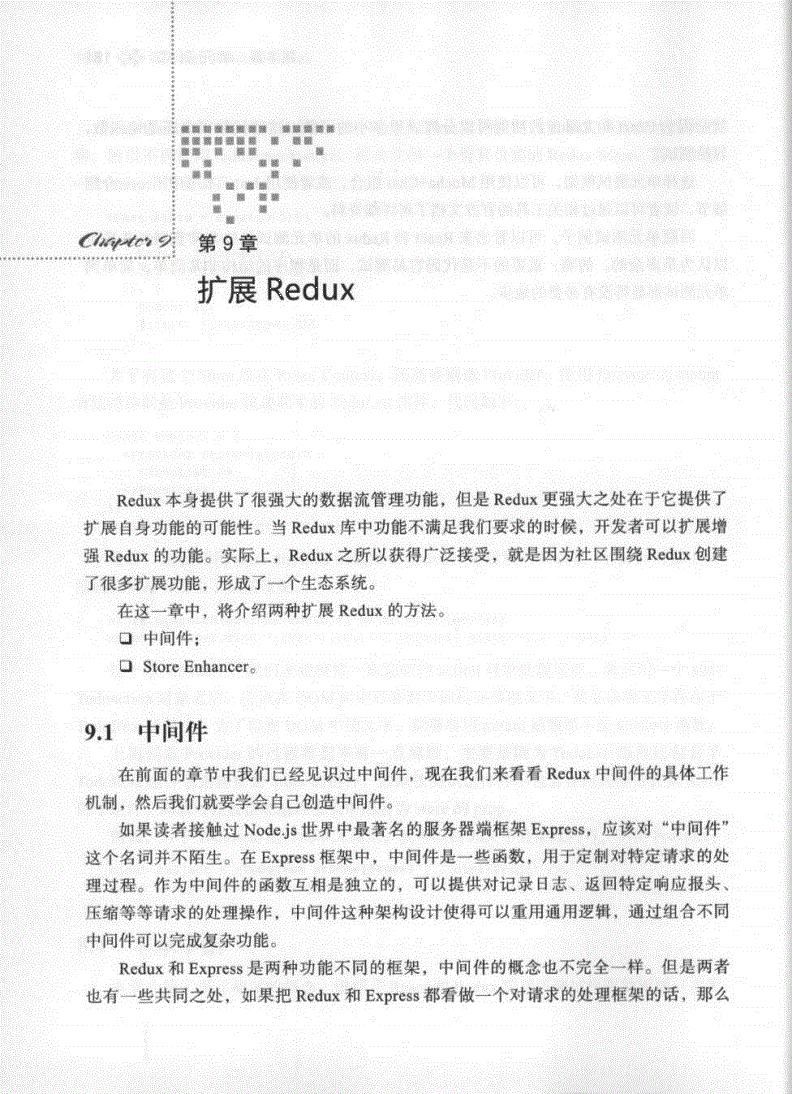 Chapter 9
第 9 章
扩展 Redux
Redux 本身提供了很强大的数据流管理功能，但是 Redux 更强大之处在于它提供了
扩展自身功能的可能性。当 Redux 库中功能不满足我们要求的时候，开发者可以扩展增
强 Redux 的功能。实际上，Redux 之所以获得广泛接受，就是因为社区围绕 Redux 创建
了很多扩展功能，形成了一个生态系统。
在这一章中，将介绍两种扩展 Redux 的方法。
❑ 中间件；
❑ Store Enhancer。
9.1 中间件
在前面的章节中我们已经见识过中间件，现在我们来看看 Redux 中间件的具体工作
机制，然后我们就要学会自己创造中间件。
如果读者接触过 Node.js 世界中最著名的服务器端框架 Express，应该对“中间件”
这个名词并不陌生。在 Express 框架中，中间件是一些函数，用于定制对特定请求的处
理过程。作为中间件的函数互相是独立的，可以提供对记录日志、返回特定响应报头、
压缩等等请求的处理操作，中间件这种架构设计使得可以重用通用逻辑，通过组合不同
中间件可以完成复杂功能。
Redux 和 Express 是两种功能不同的框架，中间件的概念也不完全一样。但是两者
也有一些共同之处，如果把 Redux 和 Express 都看做一个对请求的处理框架的话，那么